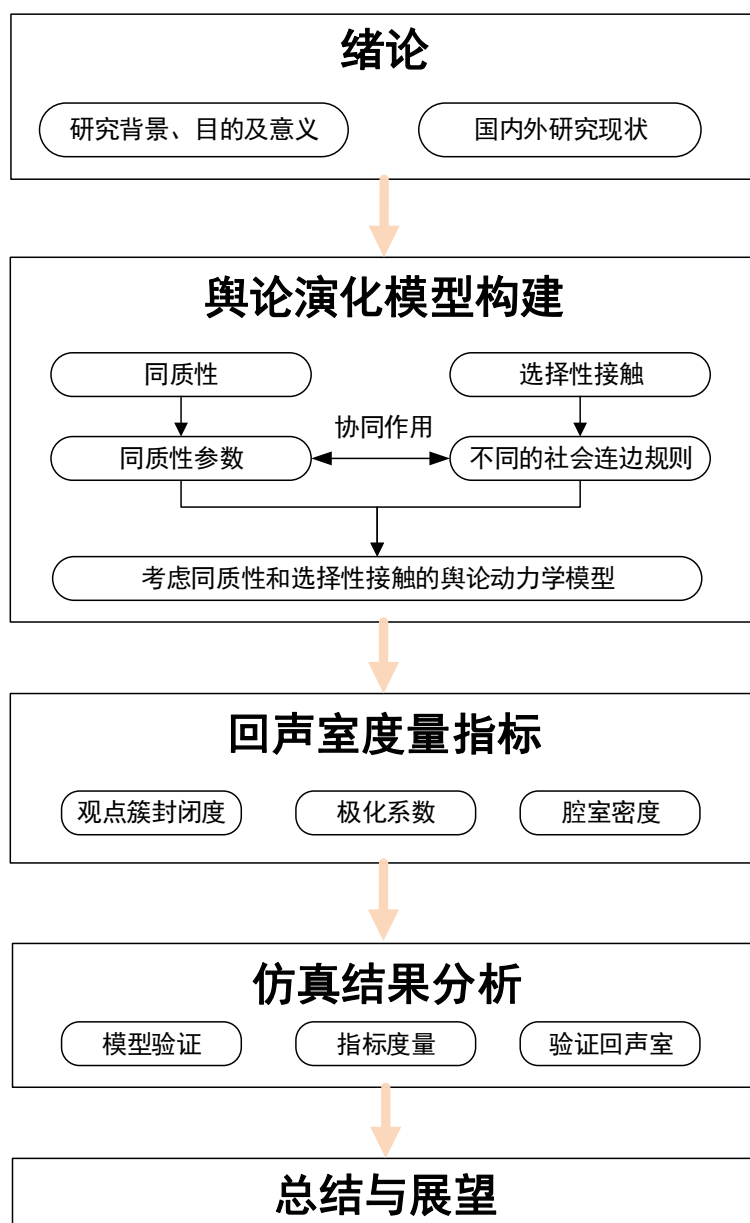 绪论
研究背景、目的及意义
国内外研究现状
舆论演化模型构建
同质性
选择性接触
协同作用
同质性参数
不同的社会连边规则
考虑同质性和选择性接触的舆论动力学模型
回声室度量指标
观点簇封闭度
极化系数
腔室密度
仿真结果分析
模型验证
指标度量
验证回声室
总结与展望